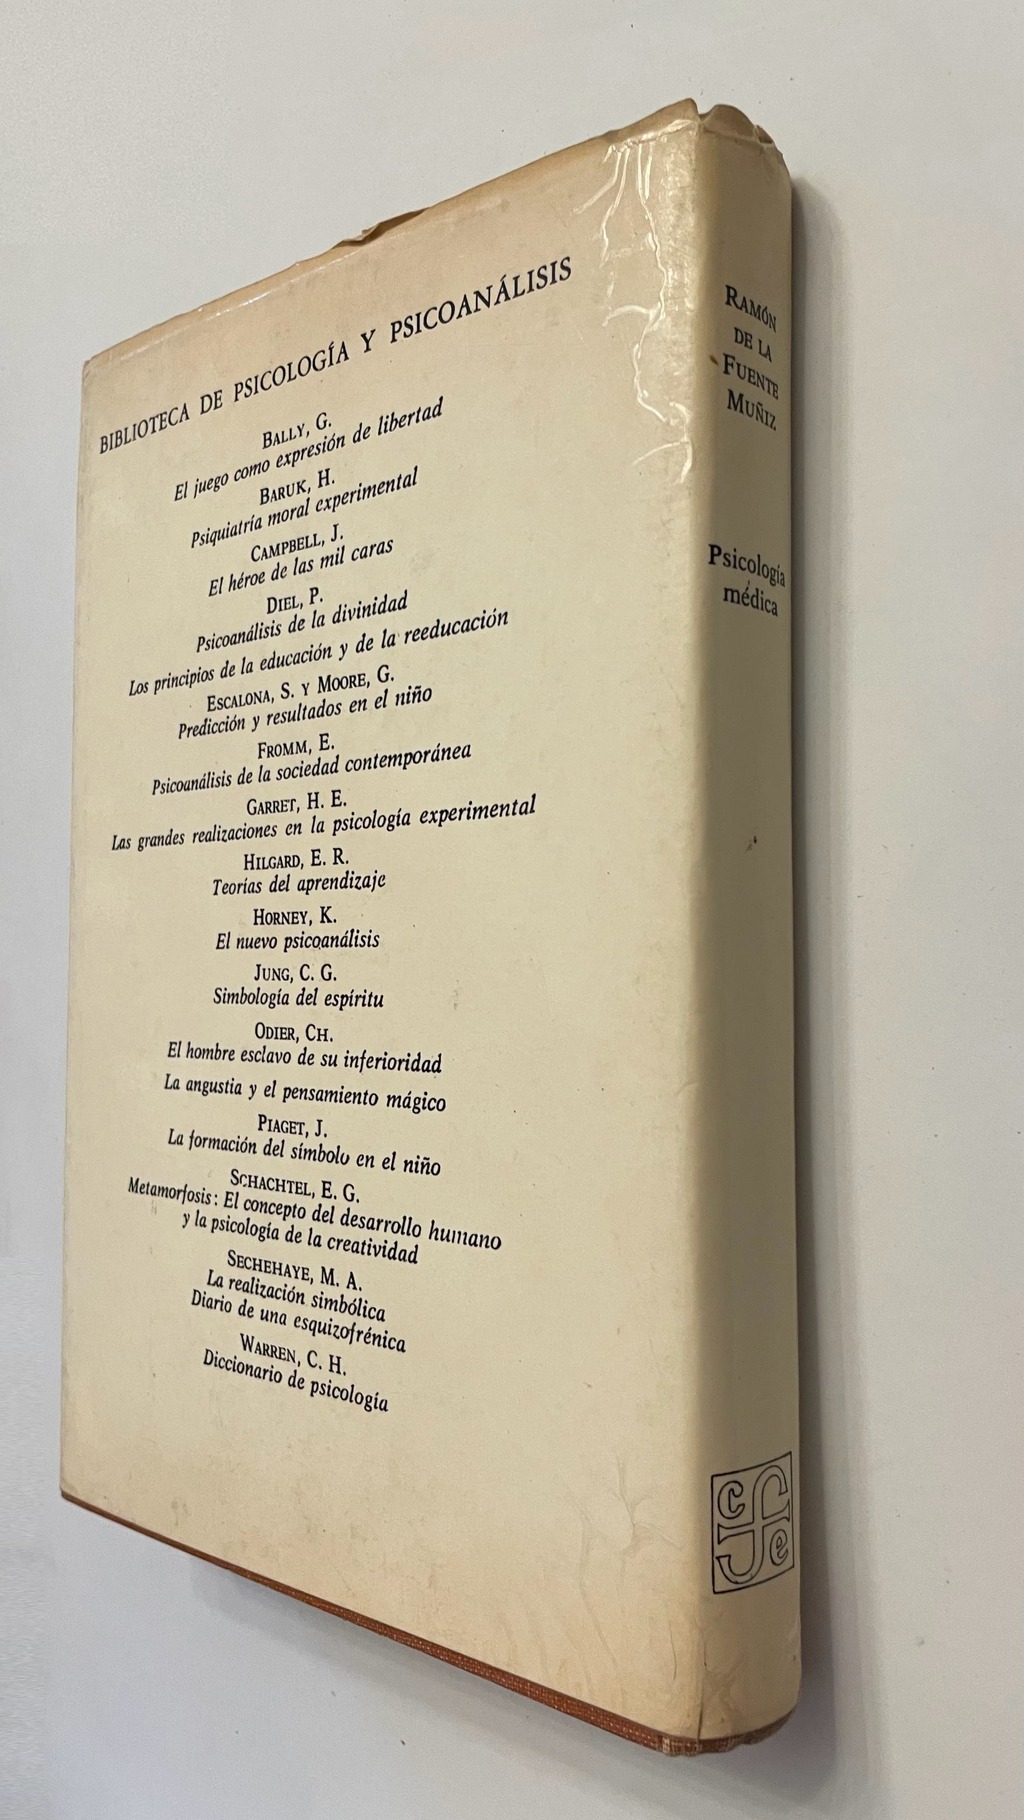 BIBLIOTECA DE PSICOLOGÍA Y PSICOANÁLISIS
BALLY, G.
El juego como expresión de libertad
BARUK, H.
Psiquiatría moral experimental
CAMPBELL, J.
El héroe de las mil caras
DIEL, P.
Psicoanálisis de la divinidad
Los principios de la educación y de la reeducación
ESCALONA, S. Y MOORE, G.
Predicción y resultados en el niño
FROMM, E.
Psicoanálisis de la sociedad contemporánea
GARRET, H. E.
Las grandes realizaciones en la psicología experimental
HILGARD, E. R.
Teorías del aprendizaje
HORNEY, K.
El nuevo psicoanálisis
JUNG, C. G.
Simbología del espíritu
ODIER, CH.
El hombre esclavo de su inferioridad
La angustia y el pensamiento mágico
PIAGET, J.
La formación del símbolo en el niño
SCHACHTEL, E. G.
Metamorfosis: El concepto del desarrollo humano
y la psicología de la creatividad
SECHEHAYE, M. A.
La realización simbólica
Diario de una esquizofrénica
WARREN, C. H.
Diccionario de psicología
RAMÓN
DE LA
FUENTE
MUÑIZ
Psicología
médica
cfe